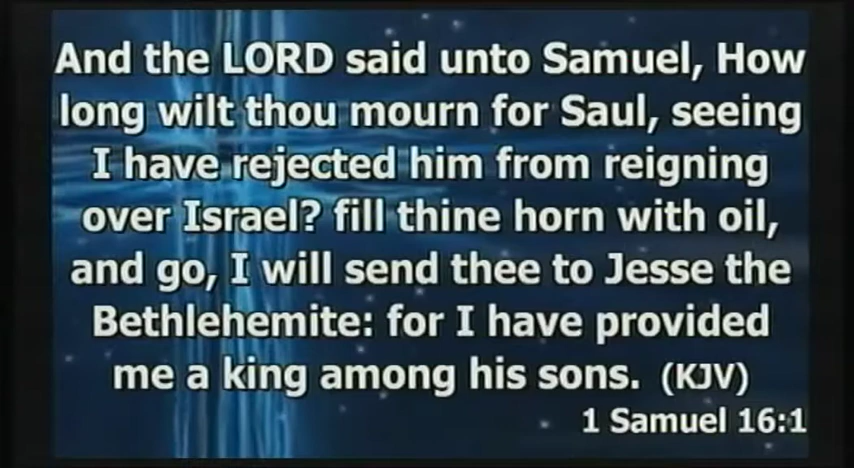 And the LORD said unto Samuel, How
long wilt thou mourn for Saul, seeing
I have rejected him from reigning
over Israel? fill thine horn with oil,
and go, I will send thee to Jesse the
Bethlehemite: for I have provided
me a king among his sons. (KJV)
1 Samuel 16:1